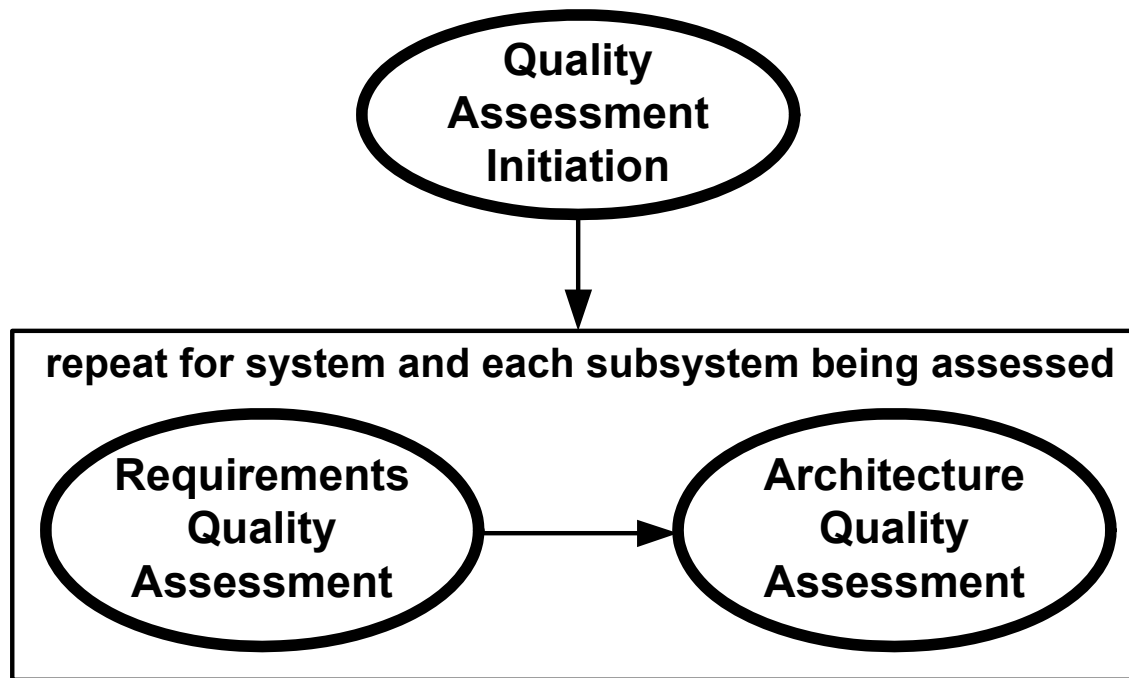 Quality
Assessment
Initiation
repeat for system and each subsystem being assessed
Requirements
Quality
Assessment
Architecture
Quality
Assessment